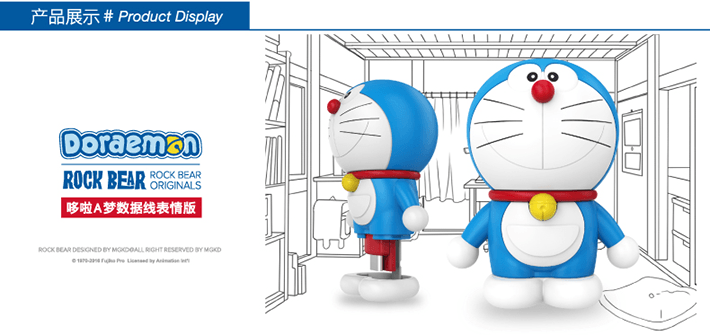 产品展示 # Product Display
Doraemon
ROCK BEAR ROCK BEAR ORIGINALS
哆啦A梦数据线表情版
ROCK BEAR DESIGNED BY MGKD©ALL RIGHT RESERVED BY MGKD
© 1970-2018 Fujiko Pro Licensed by Animation Int'l